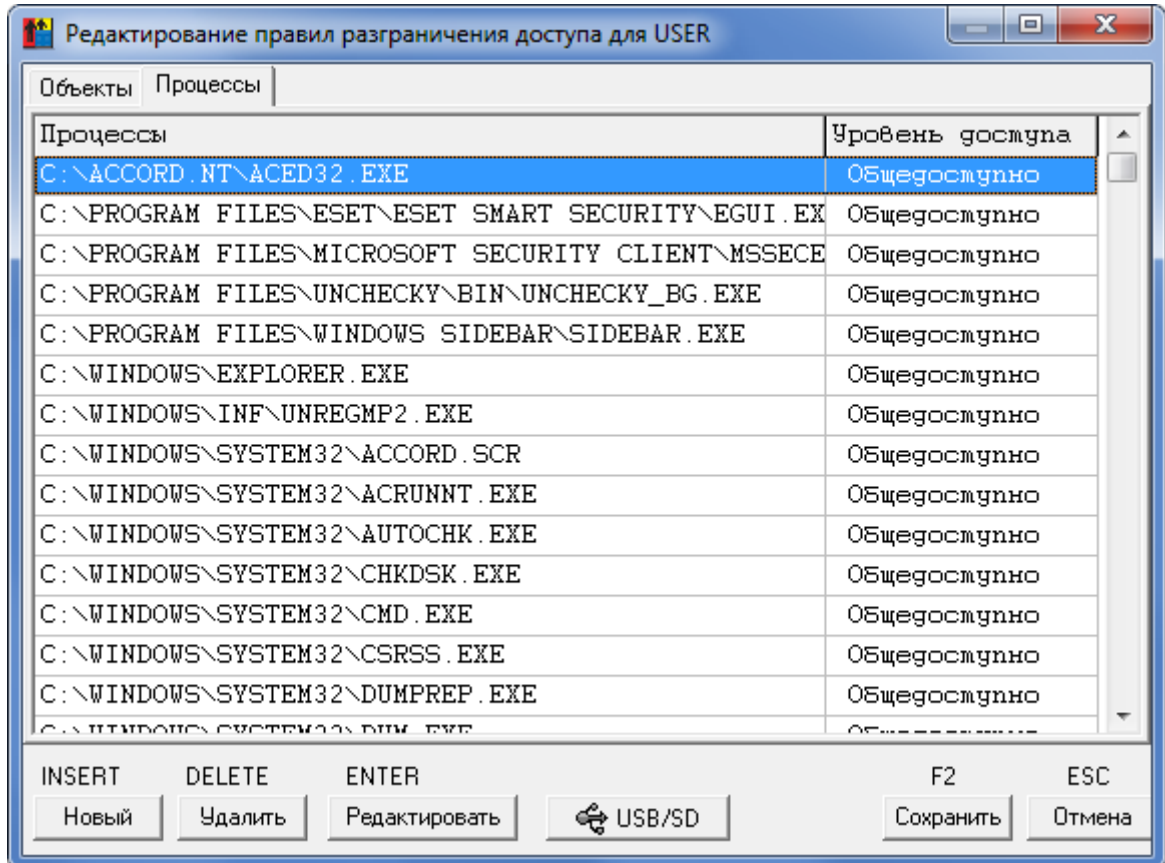 Редактирование правил разграничения доступа для USER
Объекты Процессы
Процессы Уровень доступа
C:\ACCORD.NT\ACED32.EXE Общедоступно
C:\PROGRAM FILES\ESET\ESET SMART SECURITY\EGUI.EX Общедоступно
C:\PROGRAM FILES\MICROSOFT SECURITY CLIENT\MSSECE Общедоступно
C:\PROGRAM FILES\UNCHECKY\BIN\UNCHECKY_BG.EXE Общедоступно
C:\PROGRAM FILES\WINDOWS SIDEBAR\SIDEBAR.EXE Общедоступно
C:\WINDOWS\EXPLORER.EXE Общедоступно
C:\WINDOWS\INF\UNREGMP2.EXE Общедоступно
C:\WINDOWS\SYSTEM32\ACCORD.SCR Общедоступно
C:\WINDOWS\SYSTEM32\ACRUNNT.EXE Общедоступно
C:\WINDOWS\SYSTEM32\AUTOCHK.EXE Общедоступно
C:\WINDOWS\SYSTEM32\CHKDSK.EXE Общедоступно
C:\WINDOWS\SYSTEM32\CMD.EXE Общедоступно
C:\WINDOWS\SYSTEM32\CSRSS.EXE Общедоступно
C:\WINDOWS\SYSTEM32\DUMPREP.EXE Общедоступно
INSERT DELETE ENTER F2 ESC
Новый Удалить Редактировать USB/SD Сохранить Отмена